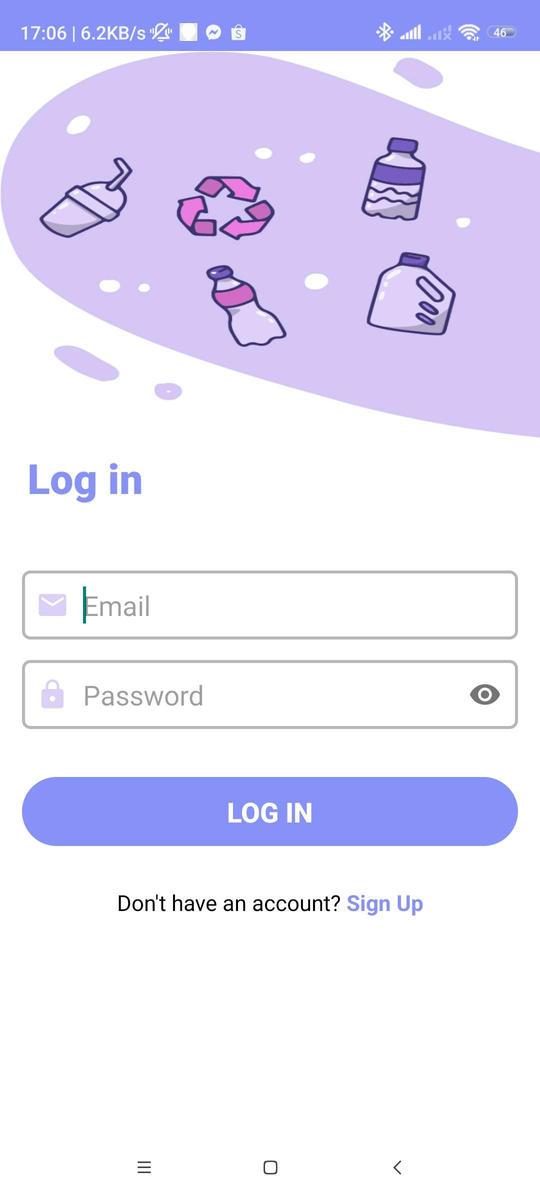 17:06 | 6.2KB/s
46
Log in
Email
Password
LOG IN
Don't have an account? Sign Up